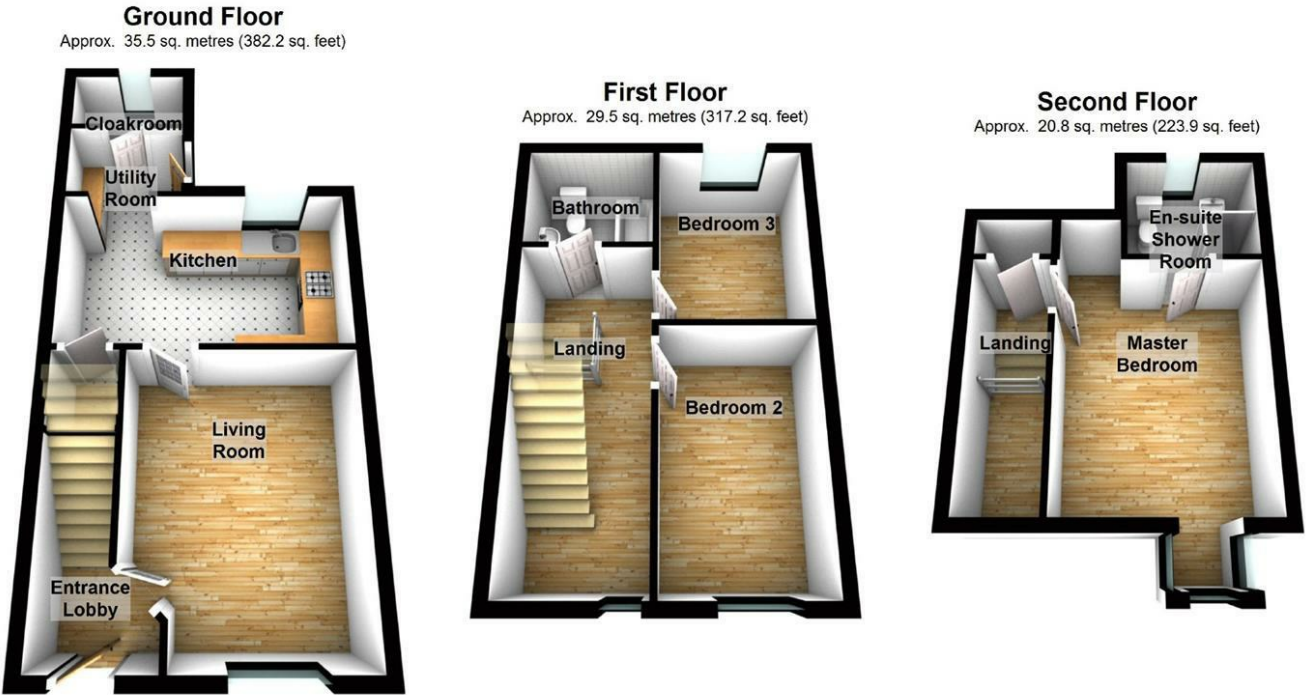 Ground Floor
Approx. 35.5 sq. metres (382.2 sq. feet)
Cloakroom
Utility
Room
Kitchen
Living
Room
Entrance
Lobby
First Floor
Approx. 29.5 sq. metres (317.2 sq. feet)
Bathroom
Bedroom 3
Landing
Bedroom 2
Second Floor
Approx. 20.8 sq. metres (223.9 sq. feet)
En-suite
Shower
Room
Landing
Master
Bedroom